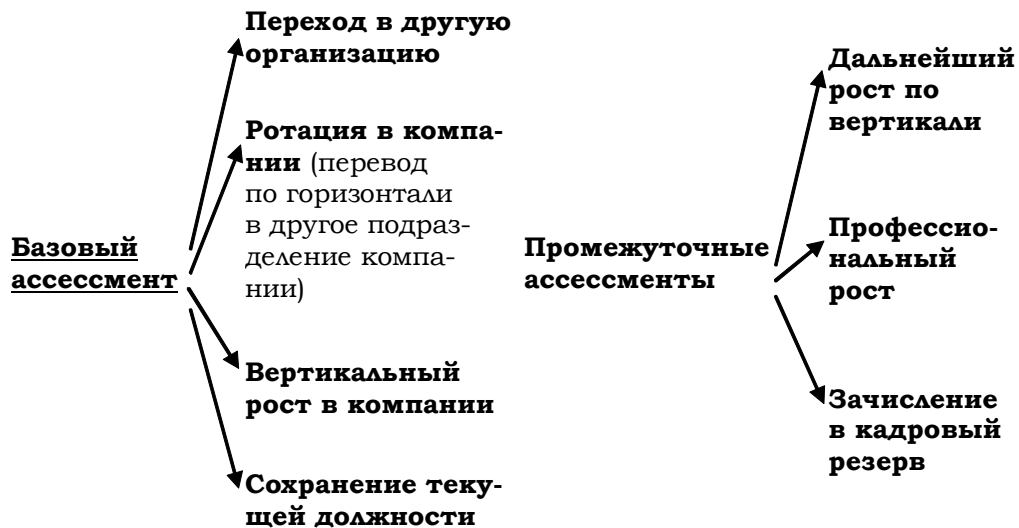 Переход в другую
организацию
Ротация в компа-
нии (перевод
по горизонтали
в другое подраз-
деление компа-
нии)
Базовый
ассессмент
Вертикальный
рост в компании
Сохранение теку-
щей должности
Промежуточные
ассессменты
Дальнейший
рост по
вертикали
Профессио-
нальный
рост
Зачисление
в кадровый
резерв